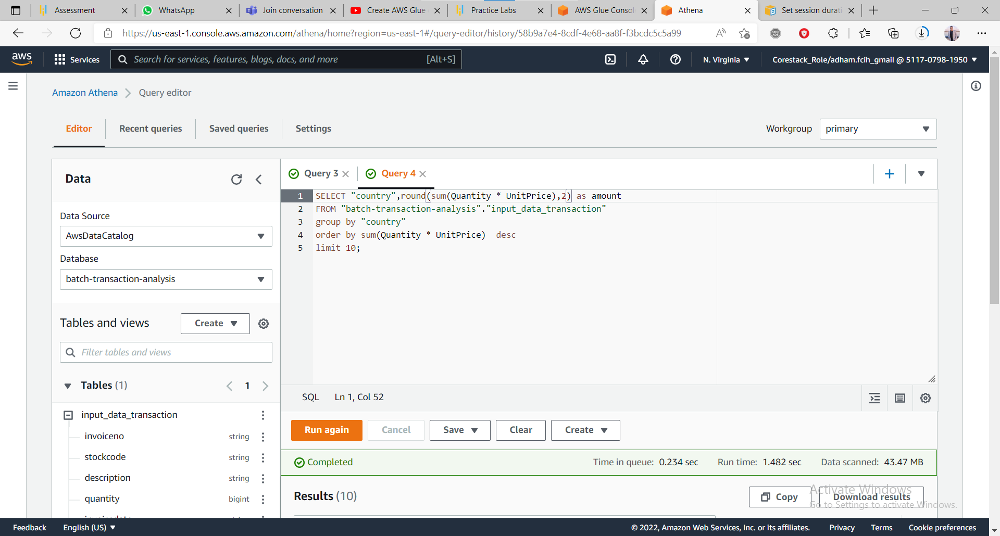 Assessment
WhatsApp
Join conversation
Create AWS Glue
Practice Labs
AWS Glue Consol
Athena
Set session durati
https://us-east-1.console.aws.amazon.com/athena/home?region=us-east-1#/query-editor/history/58b9a7e4-8cdf-4e68-aa8f-f3bcdc5c5a99
aws
Services
Search for services, features, blogs, docs, and more
[Alt+S]
N. Virginia
Corestack_Role/adham.fcih_gmail @ 5117-0798-1950
Amazon Athena
Query editor
Editor
Recent queries
Saved queries
Settings
Workgroup
primary
Data
Data Source
AwsDataCatalog
Database
batch-transaction-analysis
Tables and views
Create
Filter tables and views
Tables (1)
1
input_data_transaction
invoiceno string
stockcode string
description string
quantity bigint
Query 3
Query 4
1 SELECT "country",round(sum(Quantity * UnitPrice),2) as amount
2 FROM "batch-transaction-analysis"."input_data_transaction"
3 group by "country"
4 order by sum(Quantity * UnitPrice)  desc
5 limit 10;
SQL
Ln 1, Col 52
Run again
Cancel
Save
Clear
Create
Completed
Time in queue: 0.234 sec
Run time: 1.482 sec
Data scanned: 43.47 MB
Results (10)
Copy
Download results
Activate Windows
Go to Settings to activate Windows.
Feedback
English (US)
© 2022, Amazon Web Services, Inc. or its affiliates.
Privacy
Terms
Cookie preferences